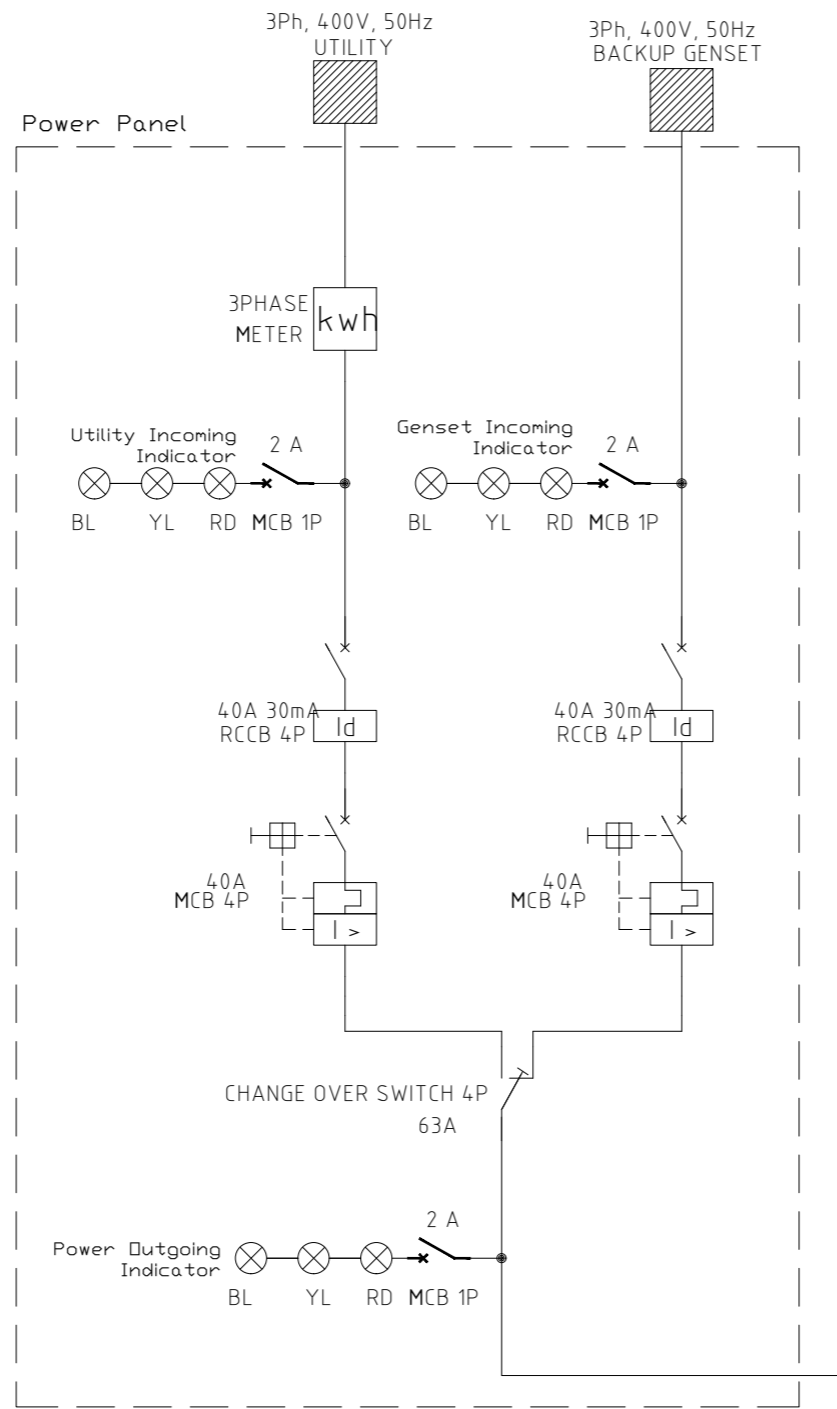 3Ph, 400V, 50Hz
UTILITY
3Ph, 400V, 50Hz
BACKUP GENSET
Power Panel
3PHASE
METER
kwh
Utility Incoming
Indicator
2 A
BL YL RD MCB 1P
Genset Incoming
Indicator
2 A
BL YL RD MCB 1P
40A 30mA
RCCB 4P
Id
40A 30mA
RCCB 4P
Id
40A
MCB 4P
I >
40A
MCB 4P
I >
CHANGE OVER SWITCH 4P
63A
2 A
Power Outgoing
Indicator
BL YL RD MCB 1P